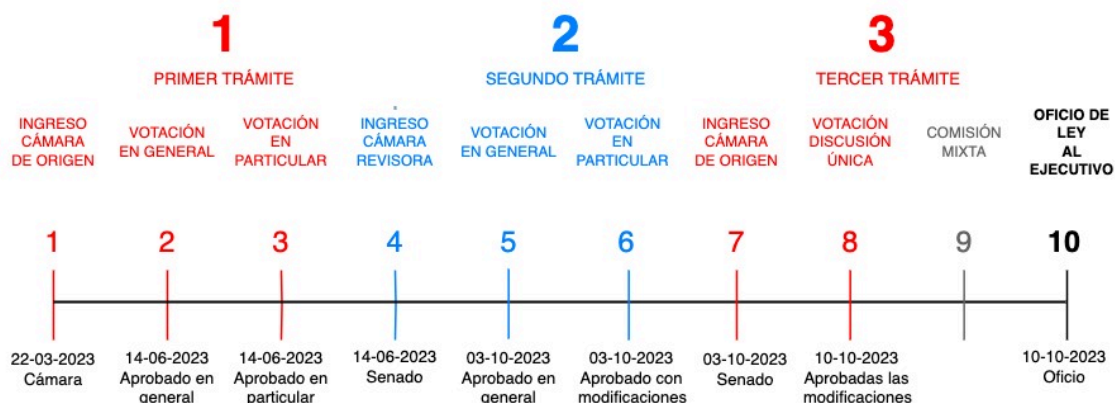 1
PRIMER TRÁMITE
2
SEGUNDO TRÁMITE
3
TERCER TRÁMITE
INGRESO
CÁMARA
DE ORIGEN
VOTACIÓN
EN GENERAL
VOTACIÓN
EN
PARTICULAR
INGRESO
CÁMARA
REVISORA
VOTACIÓN
EN GENERAL
VOTACIÓN
EN
PARTICULAR
INGRESO
CÁMARA
DE ORIGEN
VOTACIÓN
DISCUSIÓN
ÚNICA
COMISIÓN
MIXTA
OFICIO DE
LEY
AL
EJECUTIVO
1
2
3
4
5
6
7
8
9
10
22-03-2023
Cámara
14-06-2023
Aprobado en
general
14-06-2023
Aprobado en
particular
14-06-2023
Senado
03-10-2023
Aprobado en
general
03-10-2023
Aprobado con
modificaciones
03-10-2023
Senado
10-10-2023
Aprobadas las
modificaciones
10-10-2023
Oficio